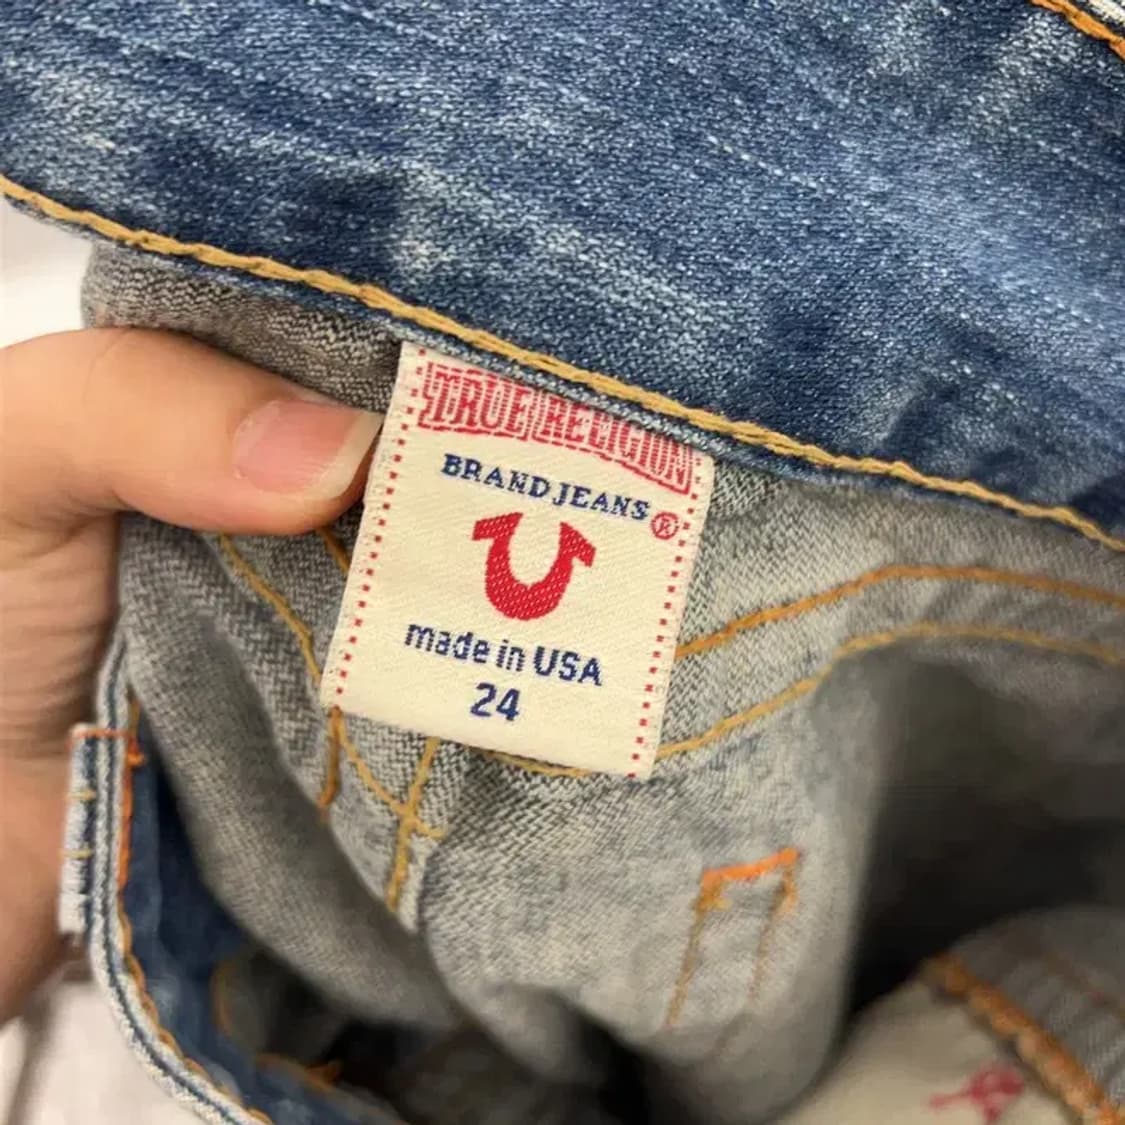 TRUE RELIGION
BRAND JEANS ®
made in USA
24